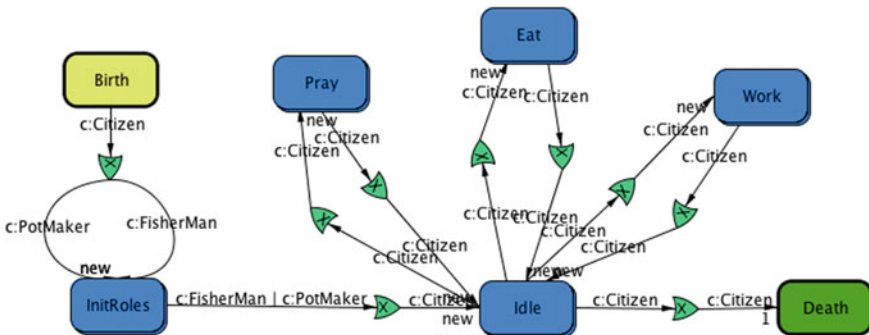 Eat
new
c:Citizen
c:Citizen
Birth
Pray
Work
new
new
c:Citizen
c:Citizen
c:Citizen
c:Citizen
c:Citizen
X
X
X
X
X
X
X
c:PotMaker
c:FisherMan
c:Citizen
c:Citizen
c:Citizen
c:Citizen
c:Citizen
new
new
new
InitRoles
c:FisherMan | c:PotMaker
X
c:Citizen
new
new
Idle
c:Citizen
X
c:Citizen
1
Death